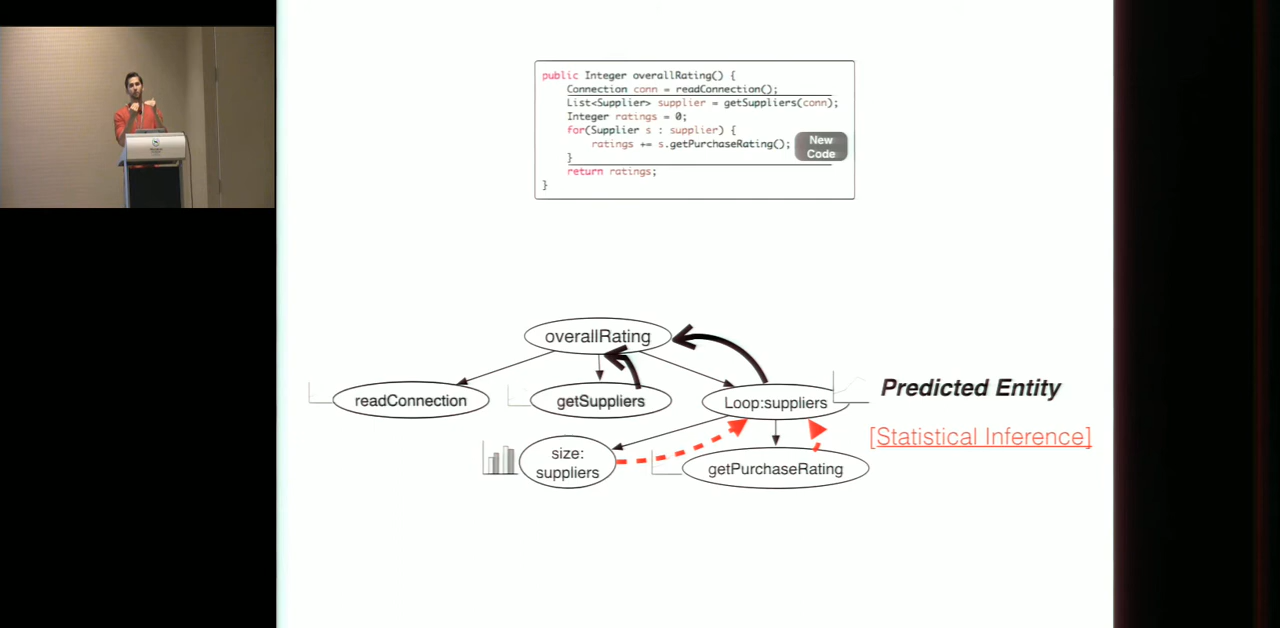 public Integer overallRating() {
Connection conn = readConnection();
List<Supplier> supplier = getSuppliers(conn);
Integer ratings = 0;
for(Supplier s : supplier) {
ratings += s.getPurchaseRating();
}
return ratings;
}
New
Code
overallRating
readConnection
getSuppliers
Loop:suppliers
Predicted Entity
[Statistical Inference]
size:
suppliers
getPurchaseRating